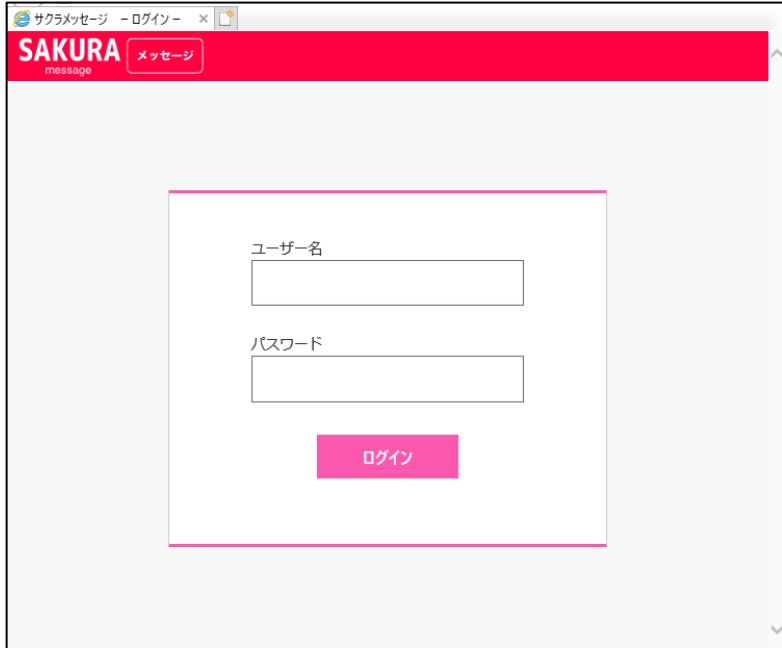 サクラメッセージ －ログイン－
SAKURA
message
メッセージ
ユーザー名
パスワード
ログイン